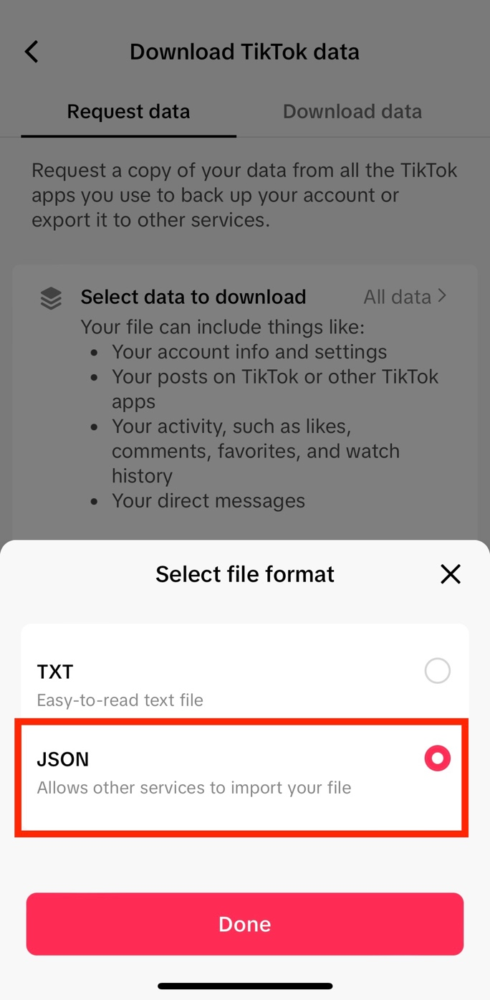 Download TikTok data
Request data
Download data
Request a copy of your data from all the TikTok
apps you use to back up your account or
export it to other services.
Select data to download
All data
Your file can include things like:
• Your account info and settings
• Your posts on TikTok or other TikTok
apps
• Your activity, such as likes,
comments, favorites, and watch
history
• Your direct messages
Select file format
TXT
Easy-to-read text file
JSON
Allows other services to import your file
Done